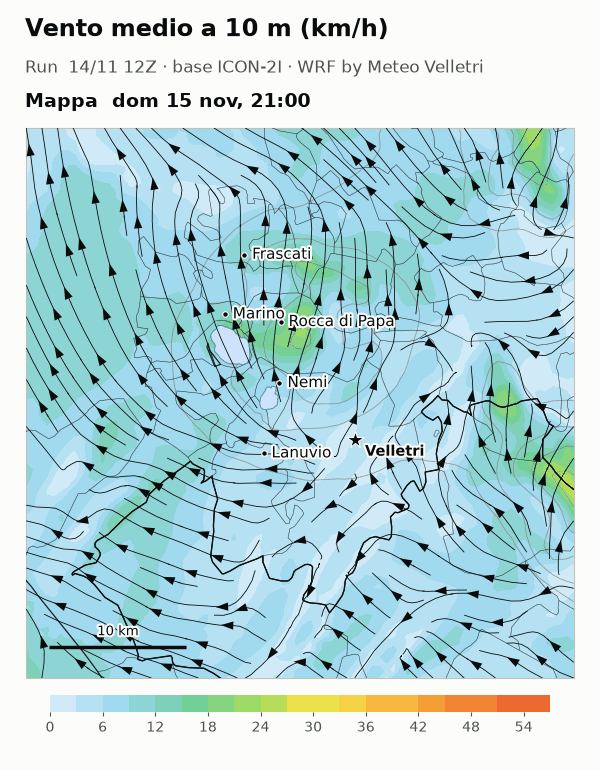 Vento medio a 10 m (km/h)
Run  14/11 12Z · base ICON-2I · WRF by Meteo Velletri
Mappa  dom 15 nov, 21:00
Frascati
Marino
Rocca di Papa
Nemi
Velletri
Lanuvio
10 km
0 6 12 18 24 30 36 42 48 54